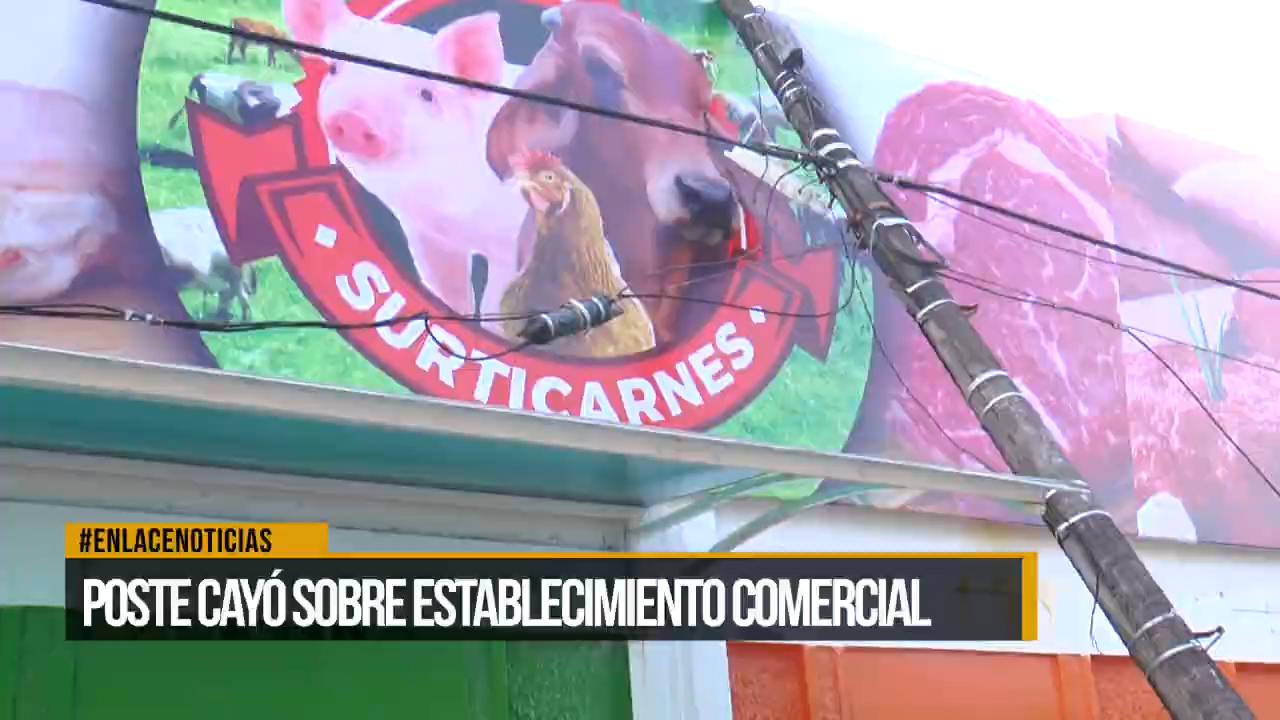 · SURTICARNES ·
#ENLACENOTICIAS
POSTE CAYÓ SOBRE ESTABLECIMIENTO COMERCIAL